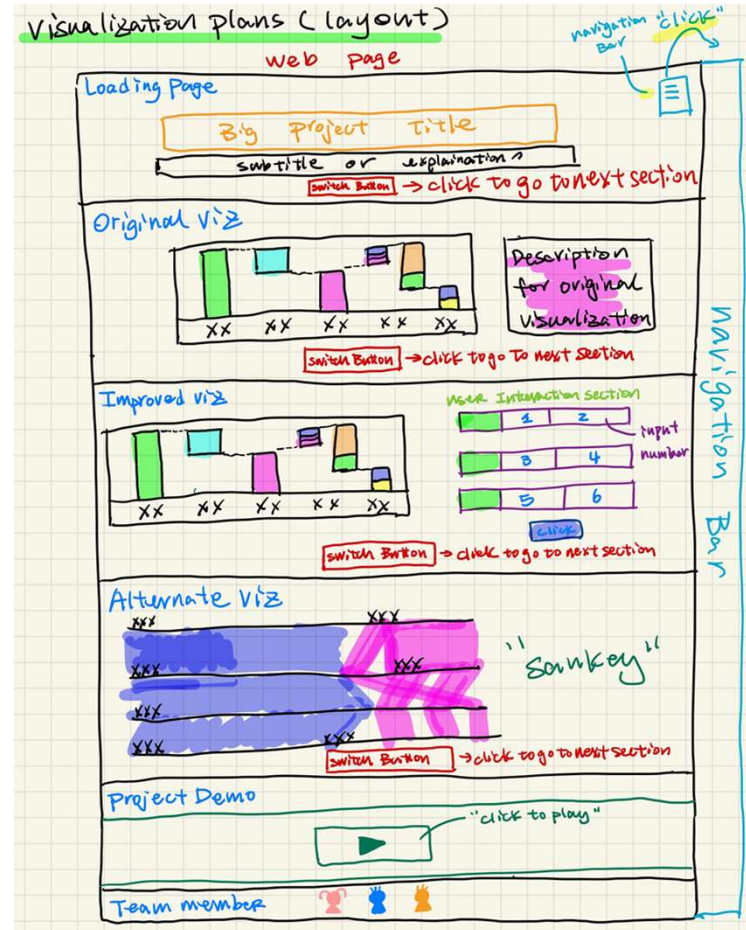 Visualization plans (layout)
navigation "click"
Bar
web page
Loading Page
Big Project Title
subtitle or explainations
Switch Button → click to go to next section
Original Viz
Description
for original
visualization
XX XX XX XX XX
Switch Button → click to go to next section
Improved viz
User Interaction section
1 2
input
number
3 4
5 6
click
XX XX XX XX XX
Switch Button → click to go to next section
Alternate Viz
XXX XXX
XXX XXX
"sankey"
XXX
XXX XXX
Switch Button → click to go to next section
Project Demo
"click to play"
Team member
navigation Bar